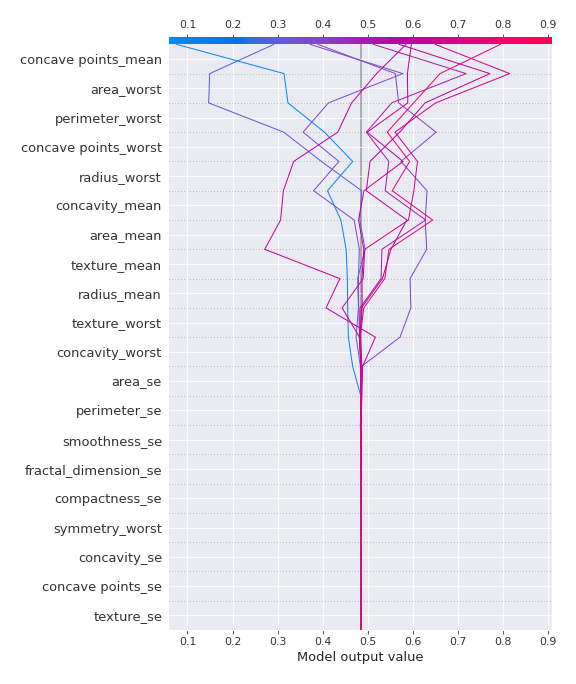 0.1 0.2 0.3 0.4 0.5 0.6 0.7 0.8 0.9
concave points_mean
area_worst
perimeter_worst
concave points_worst
radius_worst
concavity_mean
area_mean
texture_mean
radius_mean
texture_worst
concavity_worst
area_se
perimeter_se
smoothness_se
fractal_dimension_se
compactness_se
symmetry_worst
concavity_se
concave points_se
texture_se
0.1 0.2 0.3 0.4 0.5 0.6 0.7 0.8 0.9
Model output value